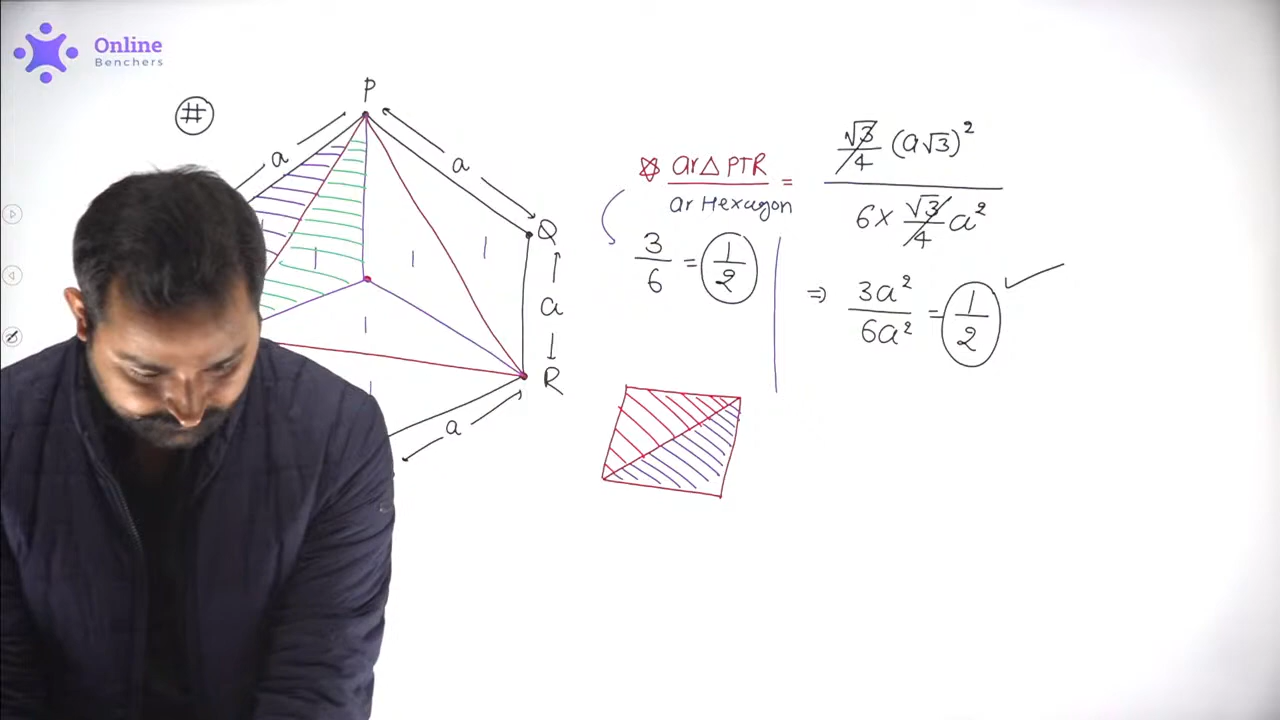 Online
Benchers
#
P
a
a
Q
a
R
a
1
1
1
1
1
ar△ PTR
ar Hexagon
=
√3/4 (a√3)²
6 × √3/4 a²
3/6 = 1/2
⇒ 3a²/6a² = 1/2